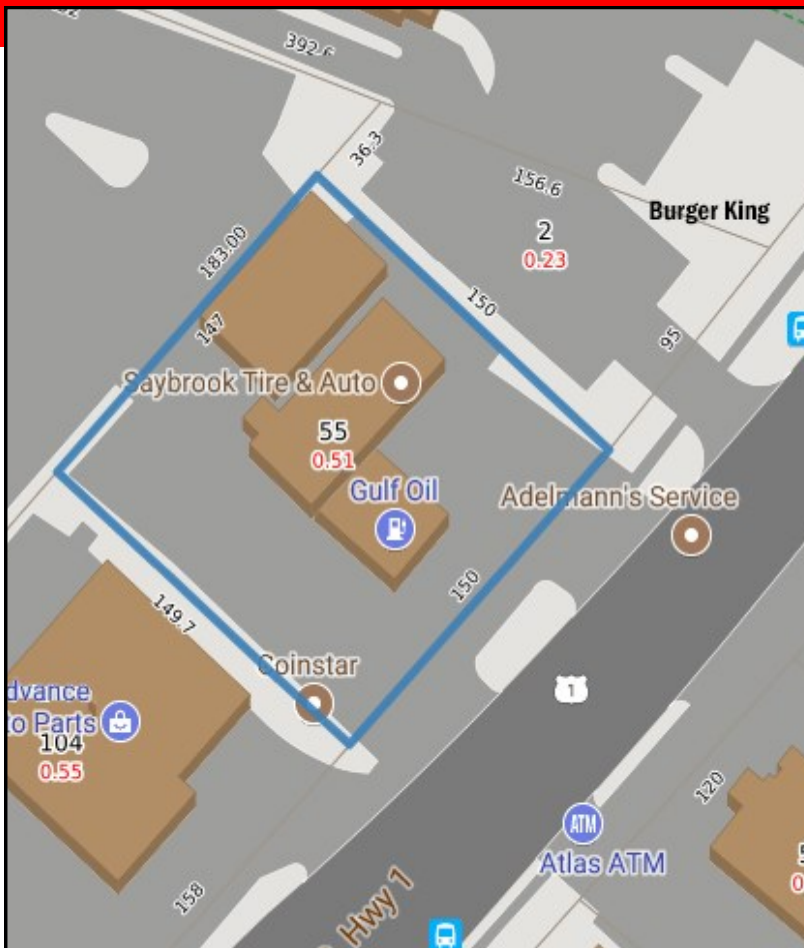 392.6
36.3
156.6
Burger King
2
0.23
183.00
150
147
95
Saybrook Tire & Auto
55
0.51
Gulf Oil
Adelmann's Service
150
149.7
Coinstar
dvance
to Parts
104
0.55
1
120
ATM
Atlas ATM
158
Hwy 1